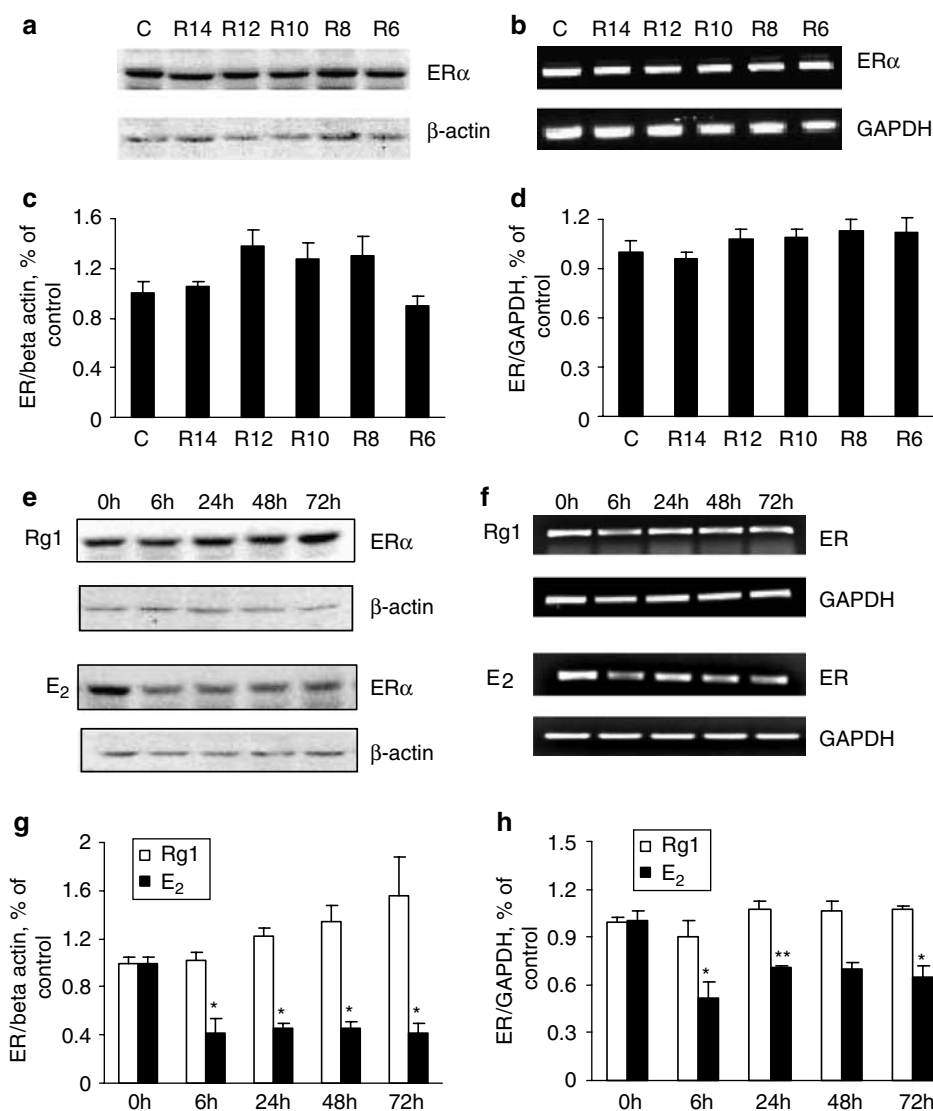 a
C R14 R12 R10 R8 R6
ERα
β-actin
b
C R14 R12 R10 R8 R6
ERα
GAPDH
c
ER/beta actin, % of
control
1.6
1.2
0.8
0.4
0
C R14 R12 R10 R8 R6
d
ER/GAPDH, % of
control
1.2
0.9
0.6
0.3
0
C R14 R12 R10 R8 R6
e
0h 6h 24h 48h 72h
Rg1
ERα
β-actin
E2
ERα
β-actin
f
0h 6h 24h 48h 72h
Rg1
ER
GAPDH
E2
ER
GAPDH
g
ER/beta actin, % of
control
2
1.6
1.2
0.8
0.4
0
Rg1
E2
* * * *
0h 6h 24h 48h 72h
h
ER/GAPDH, % of
control
1.5
1.2
0.9
0.6
0.3
0
Rg1
E2
* ** *
0h 6h 24h 48h 72h